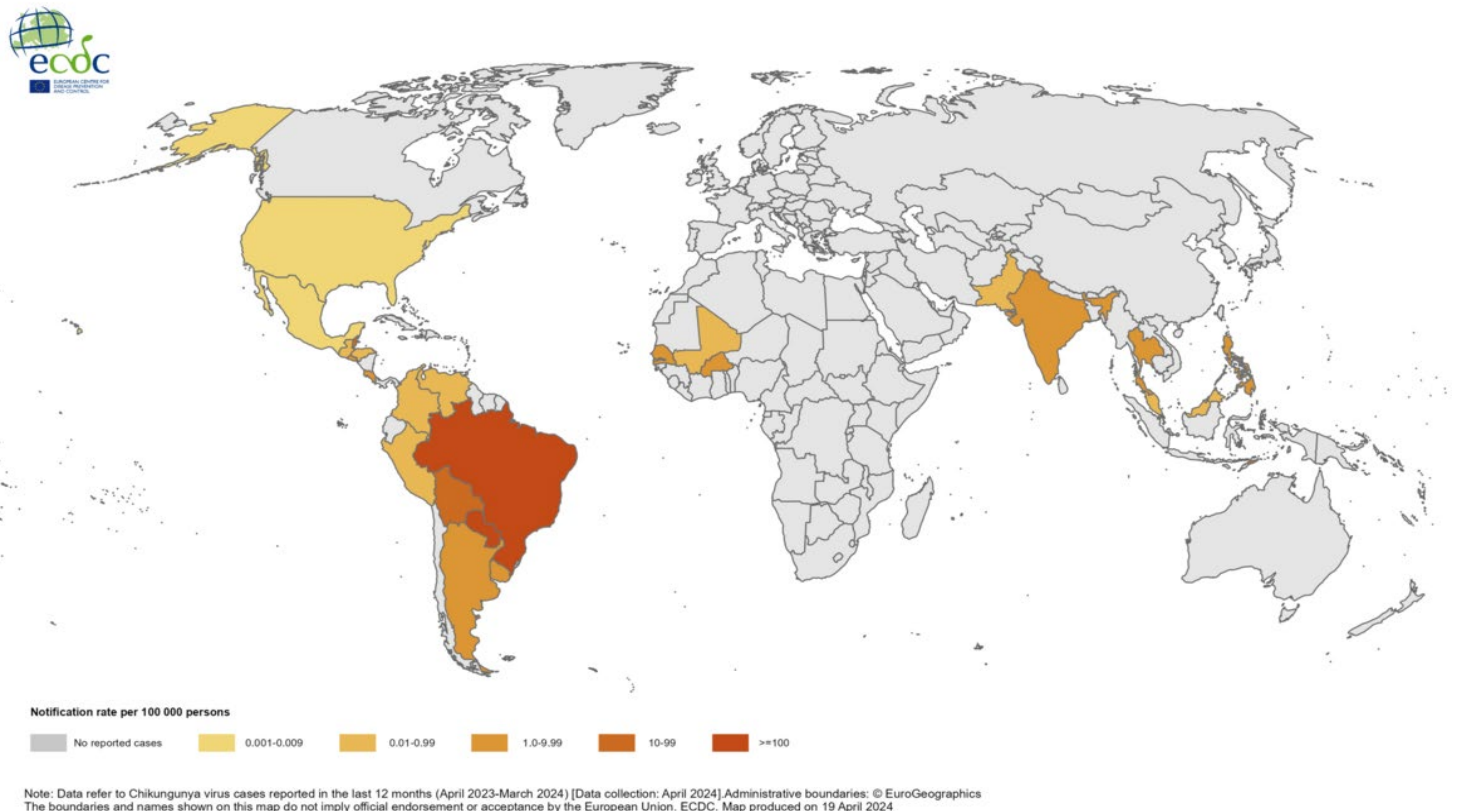 ecdc
EUROPEAN CENTRE FOR
DISEASE PREVENTION
AND CONTROL
Notification rate per 100 000 persons
No reported cases
0.001-0.009
0.01-0.99
1.0-9.99
10-99
>=100
Note: Data refer to Chikungunya virus cases reported in the last 12 months (April 2023-March 2024) [Data collection: April 2024].Administrative boundaries: © EuroGeographics
The boundaries and names shown on this map do not imply official endorsement or acceptance by the European Union. ECDC. Map produced on 19 April 2024